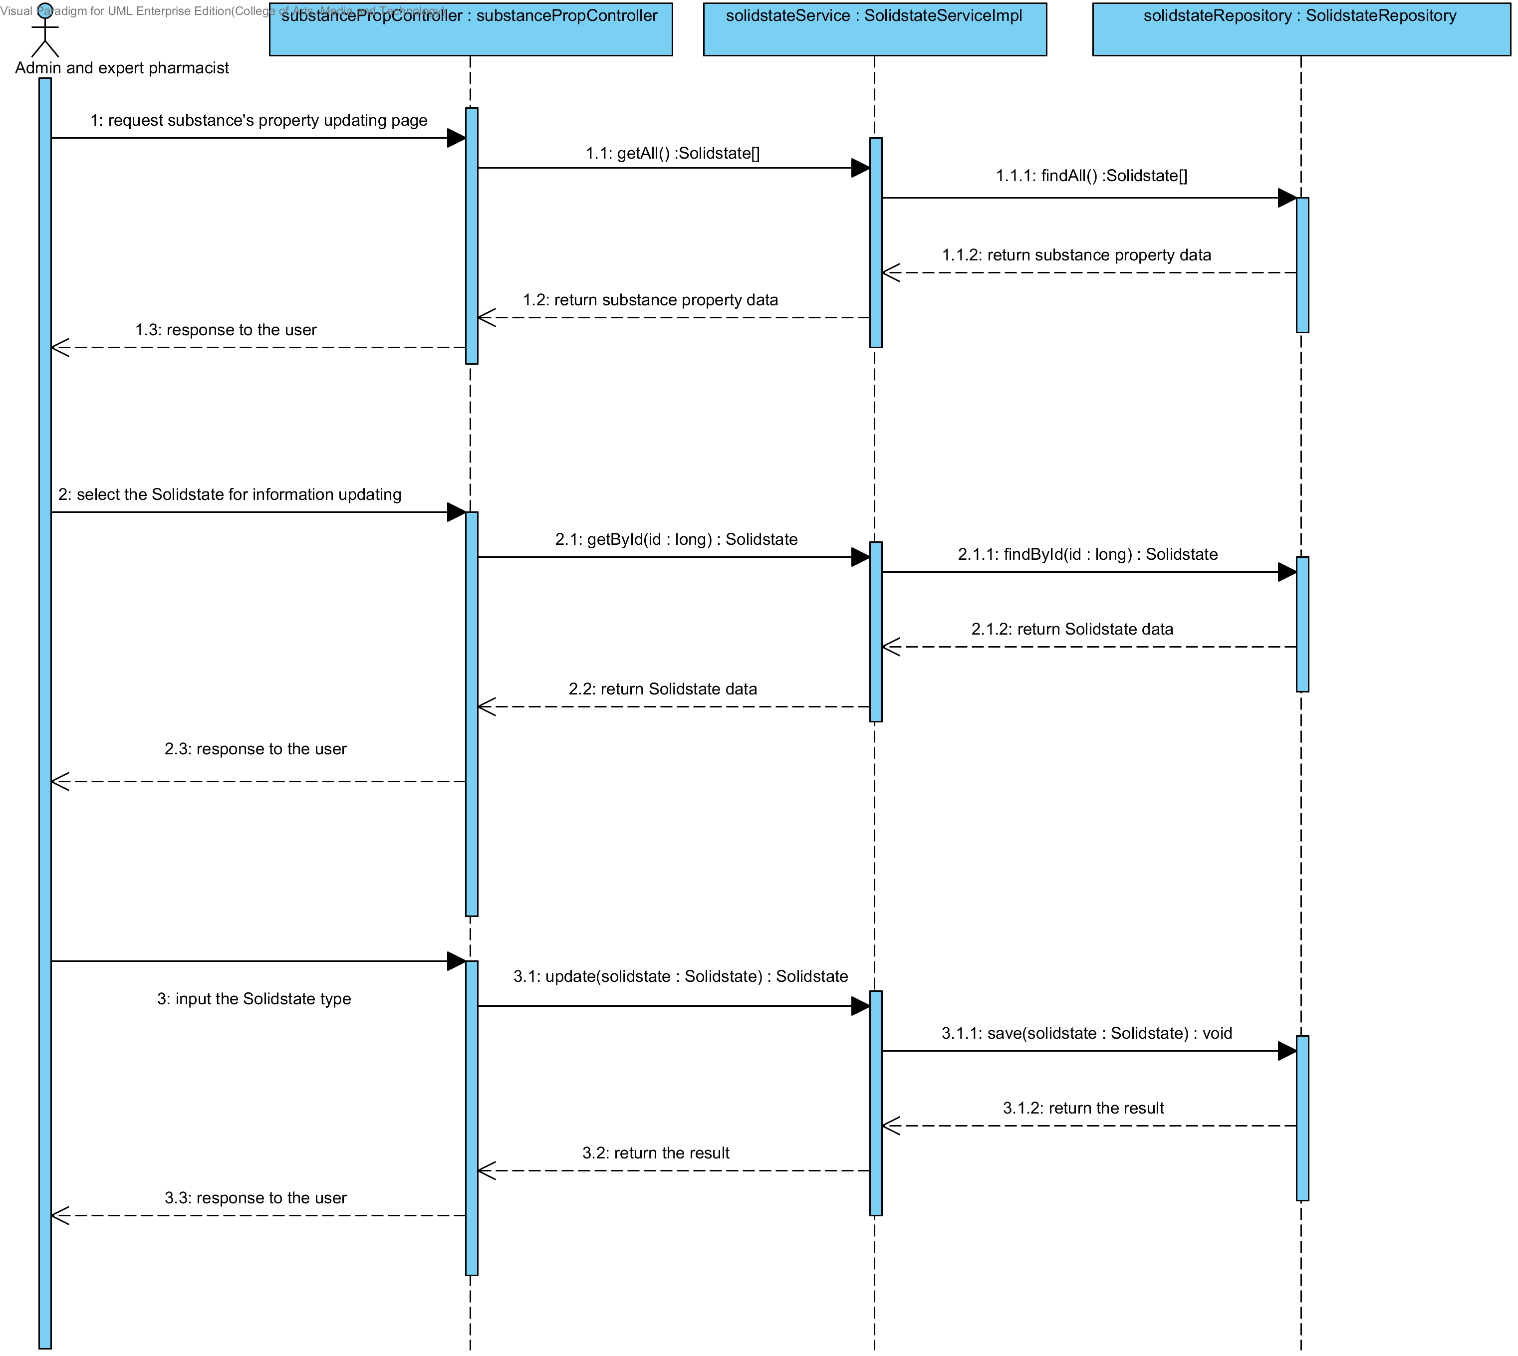 Visual Paradigm for UML Enterprise Edition(College of Arts, Media and Technology)
substancePropController : substancePropController
solidstateService : SolidstateServiceImpl
solidstateRepository : SolidstateRepository
Admin and expert pharmacist
1: request substance's property updating page
1.1: getAll() :Solidstate[]
1.1.1: findAll() :Solidstate[]
1.1.2: return substance property data
1.2: return substance property data
1.3: response to the user
2: select the Solidstate for information updating
2.1: getById(id : long) : Solidstate
2.1.1: findById(id : long) : Solidstate
2.1.2: return Solidstate data
2.2: return Solidstate data
2.3: response to the user
3: input the Solidstate type
3.1: update(solidstate : Solidstate) : Solidstate
3.1.1: save(solidstate : Solidstate) : void
3.1.2: return the result
3.2: return the result
3.3: response to the user